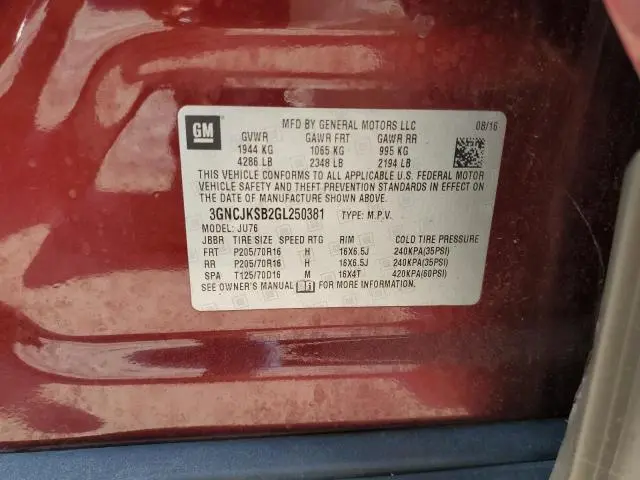 GM
MFD BY GENERAL MOTORS LLC 08/16
GVWR GAWR FRT GAWR RR
1944 KG 1065 KG 995 KG
4286 LB 2348 LB 2194 LB
THIS VEHICLE CONFORMS TO ALL APPLICABLE U.S. FEDERAL MOTOR
VEHICLE SAFETY AND THEFT PREVENTION STANDARDS IN EFFECT ON
THE DATE OF MANUFACTURE SHOWN ABOVE.
3GNCJKSB2GL250381 TYPE: M.P.V.
MODEL: JU76
JBBR TIRE SIZE SPEED RTG RIM COLD TIRE PRESSURE
FRT P205/70R16 H 16X6.5J 240KPA(35PSI)
RR P205/70R16 H 16X6.5J 240KPA(35PSI)
SPA T125/70D16 M 16X4T 420KPA(60PSI)
SEE OWNER'S MANUAL FOR MORE INFORMATION.